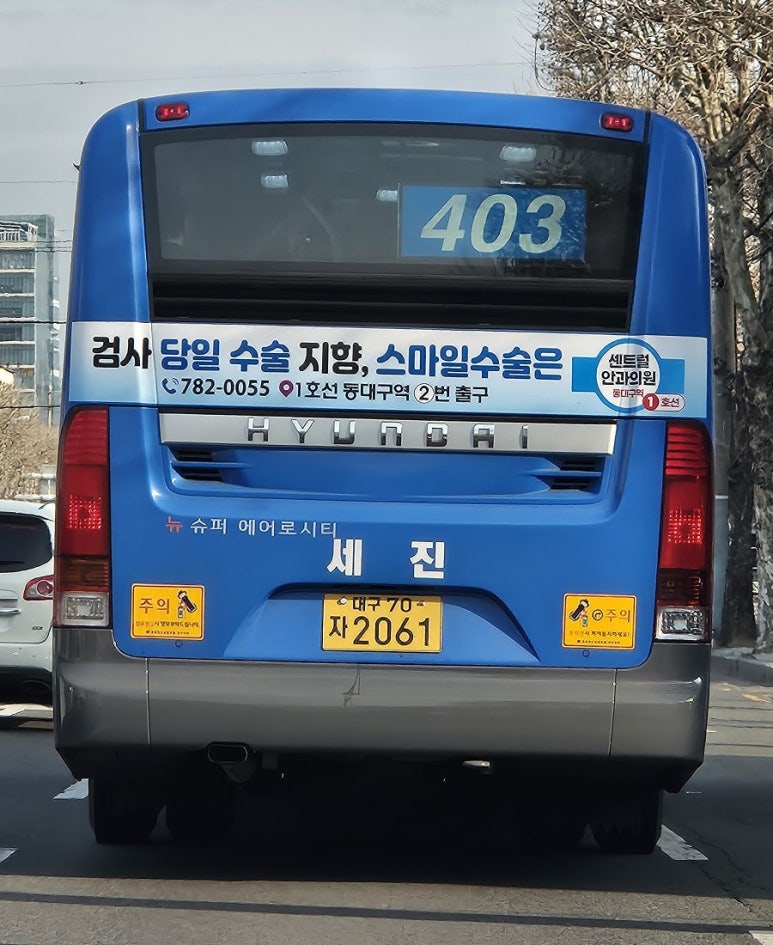 403
검사 당일 수술 지향, 스마일수술은
782-0055 1호선 동대구역 2번 출구
센트럴
안과의원
동대구역
1 호선
HYUNDAI
뉴 슈퍼 에어로시티
세진
대구 70
자2061
주의
주의